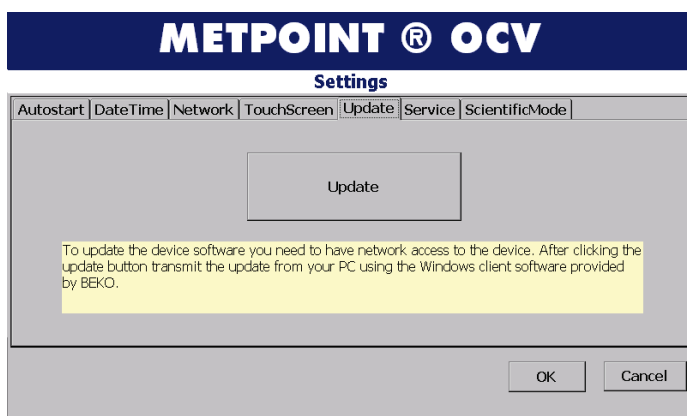 METPOINT ® OCV
Settings
Autostart DateTime Network TouchScreen Update Service ScientificMode
Update
To update the device software you need to have network access to the device. After clicking the
update button transmit the update from your PC using the Windows client software provided
by BEKO.
OK Cancel